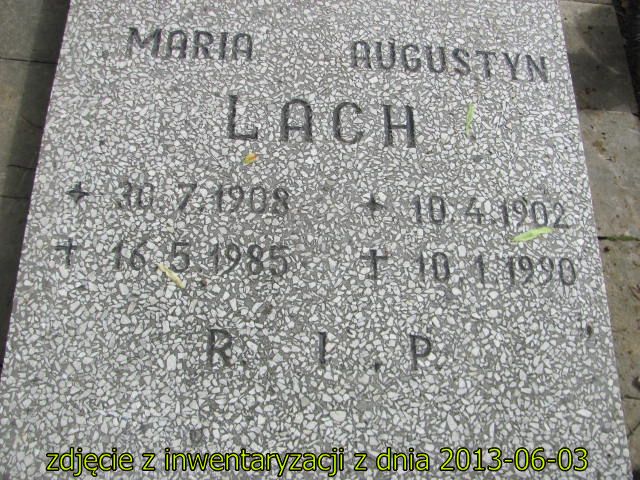 MARIA AUGUSTYN
LACH
* 30.7.1908 * 10.4.1902
† 16.5.1985 † 10.1.1990
R. I. P.
zdjęcie z inwentaryzacji z dnia 2013-06-03